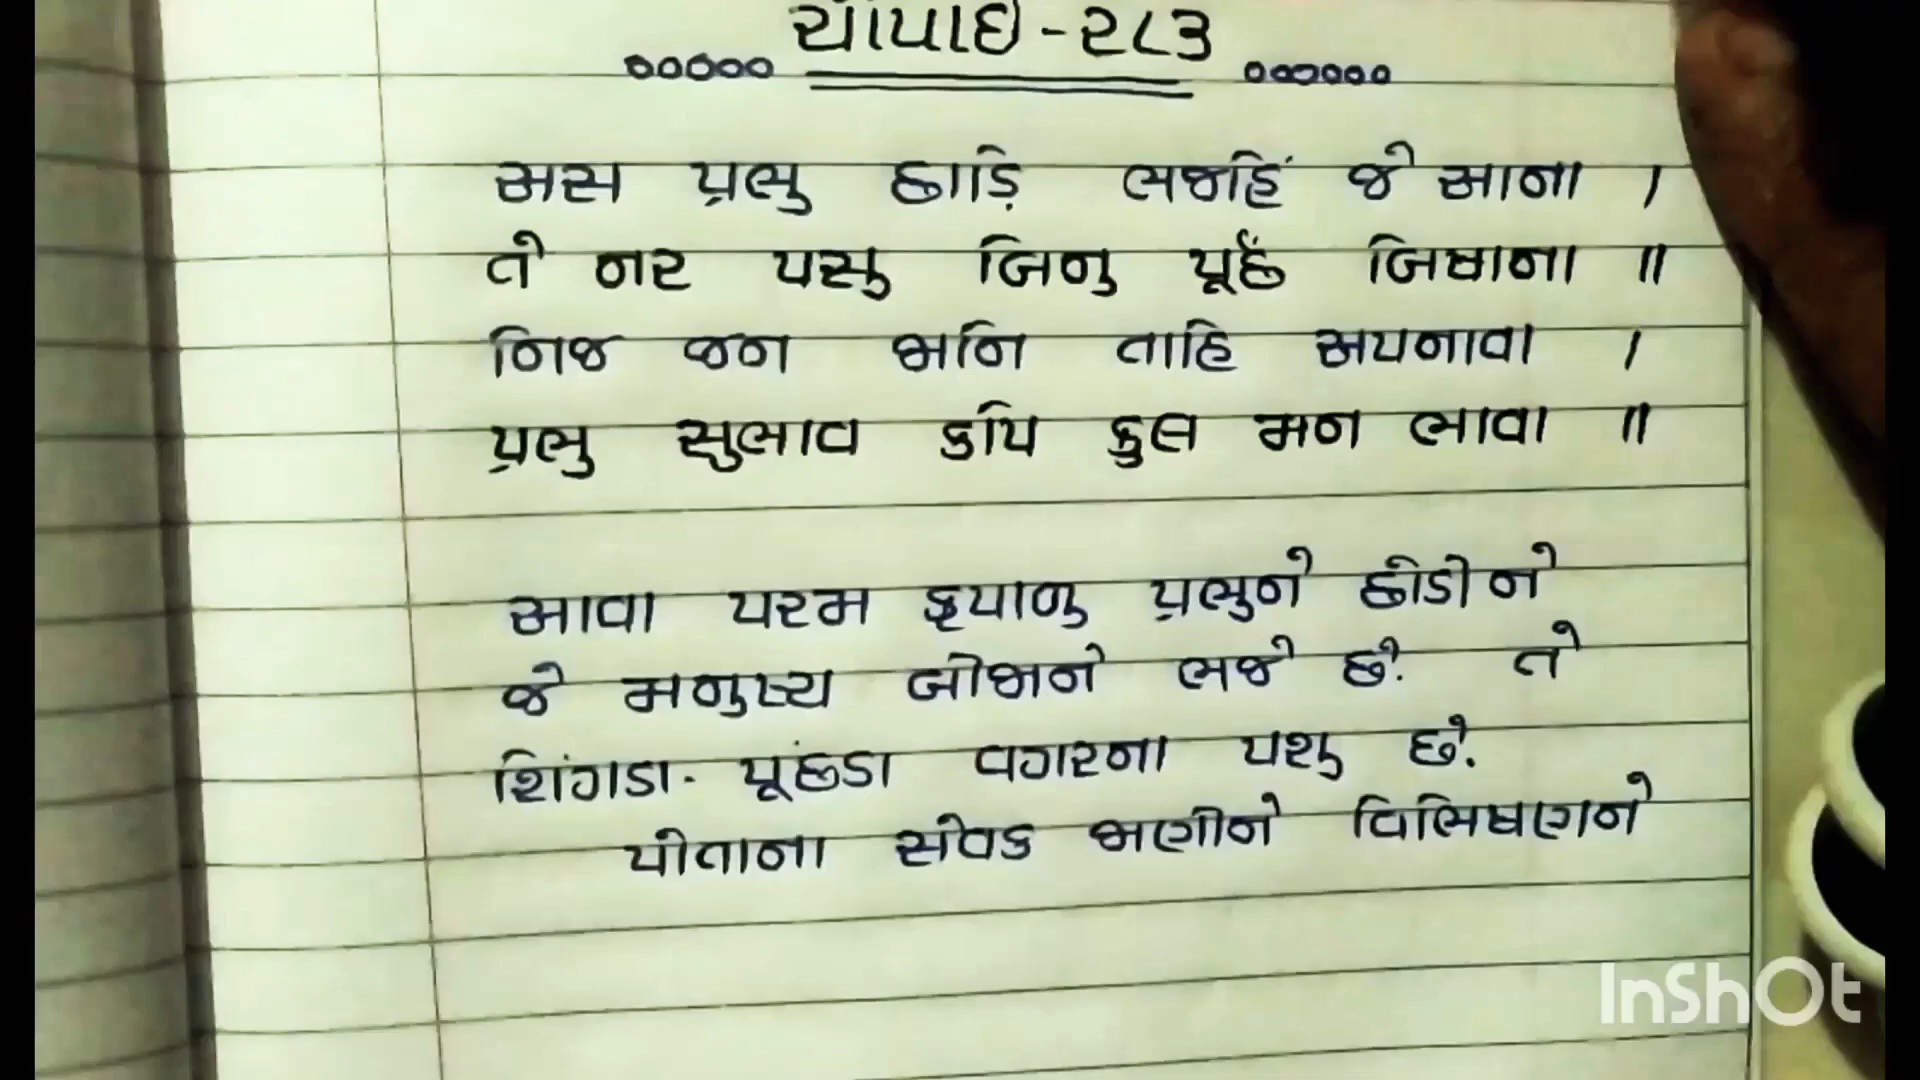 ચોપાઇ - ૨૮૩
અસ પ્રભુ છાડ઼િ ભજહિં જે આના ।
તે નર પસુ બિનુ પૂછઁ બિષાના ॥
નિજ જન જાનિ તાહિ અપનાવા ।
પ્રભુ સુભાવ કપિ કુલ મન ભાવા ॥
આવા પરમ કૃપાળુ પ્રભુને છોડીને
જે મનુષ્ય બીજાને ભજે છે. તે
શિંગડા - પૂંછડા વગરના પશુ છે.
પોતાના સેવક જાણીને વિભિષણને
InShOt